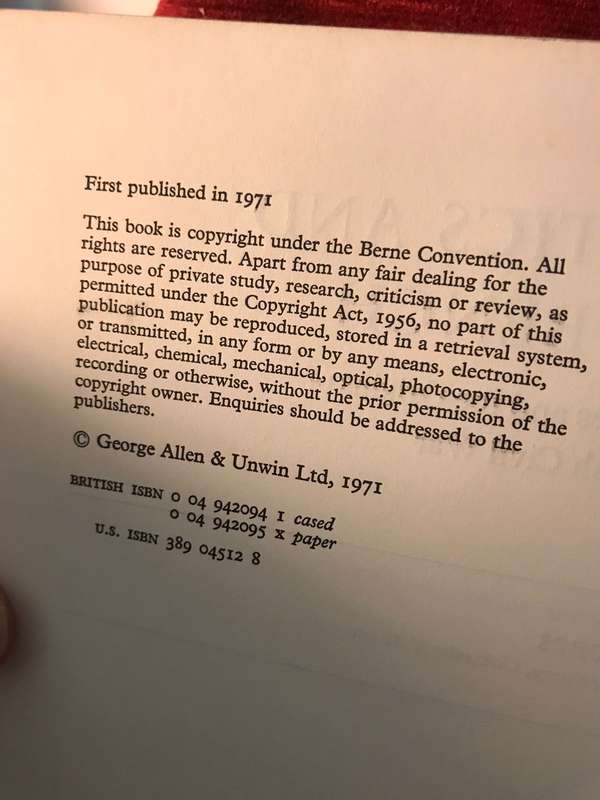 First published in 1971
This book is copyright under the Berne Convention. All
rights are reserved. Apart from any fair dealing for the
purpose of private study, research, criticism or review, as
permitted under the Copyright Act, 1956, no part of this
publication may be reproduced, stored in a retrieval system,
or transmitted, in any form or by any means, electronic,
electrical, chemical, mechanical, optical, photocopying,
recording or otherwise, without the prior permission of the
copyright owner. Enquiries should be addressed to the
publishers.
© George Allen & Unwin Ltd, 1971
BRITISH ISBN 0 04 942094 1 cased
0 04 942095 x paper
U.S. ISBN 389 04512 8